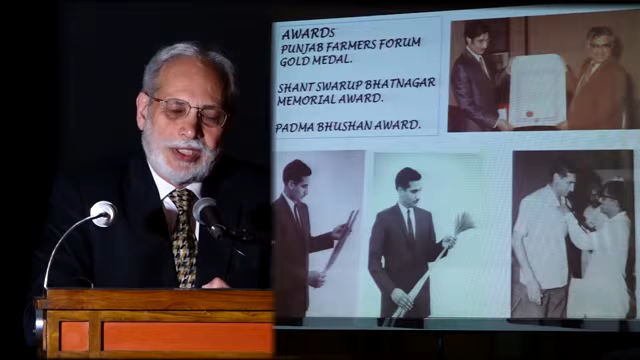 AWARDs
PUNJAB FARMERS FORUM
GOLD MEDAL.
SHANT SWARUP BHATNAGAR
MEMORIAL AWARD.
PADMA BHUSHAN AWARD.